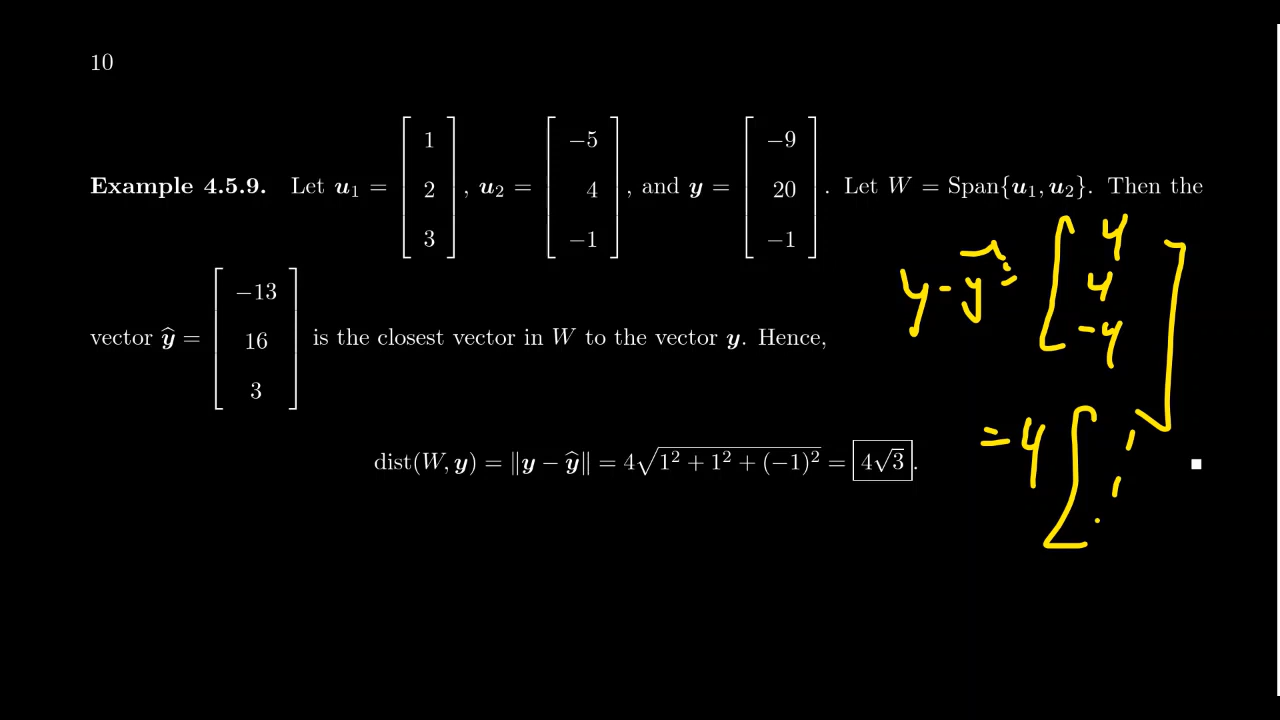 10
Example 4.5.9. Let u₁ = [1 2 3], u₂ = [−5 4 −1], and y = [−9 20 −1]. Let W = Span{u₁, u₂}. Then the
vector ŷ = [−13 16 3] is the closest vector in W to the vector y. Hence,
dist(W, y) = ‖y − ŷ‖ = 4√(1² + 1² + (−1)²) = 4√3.
y - ŷ = [4 4 -4]
= 4 [1 1